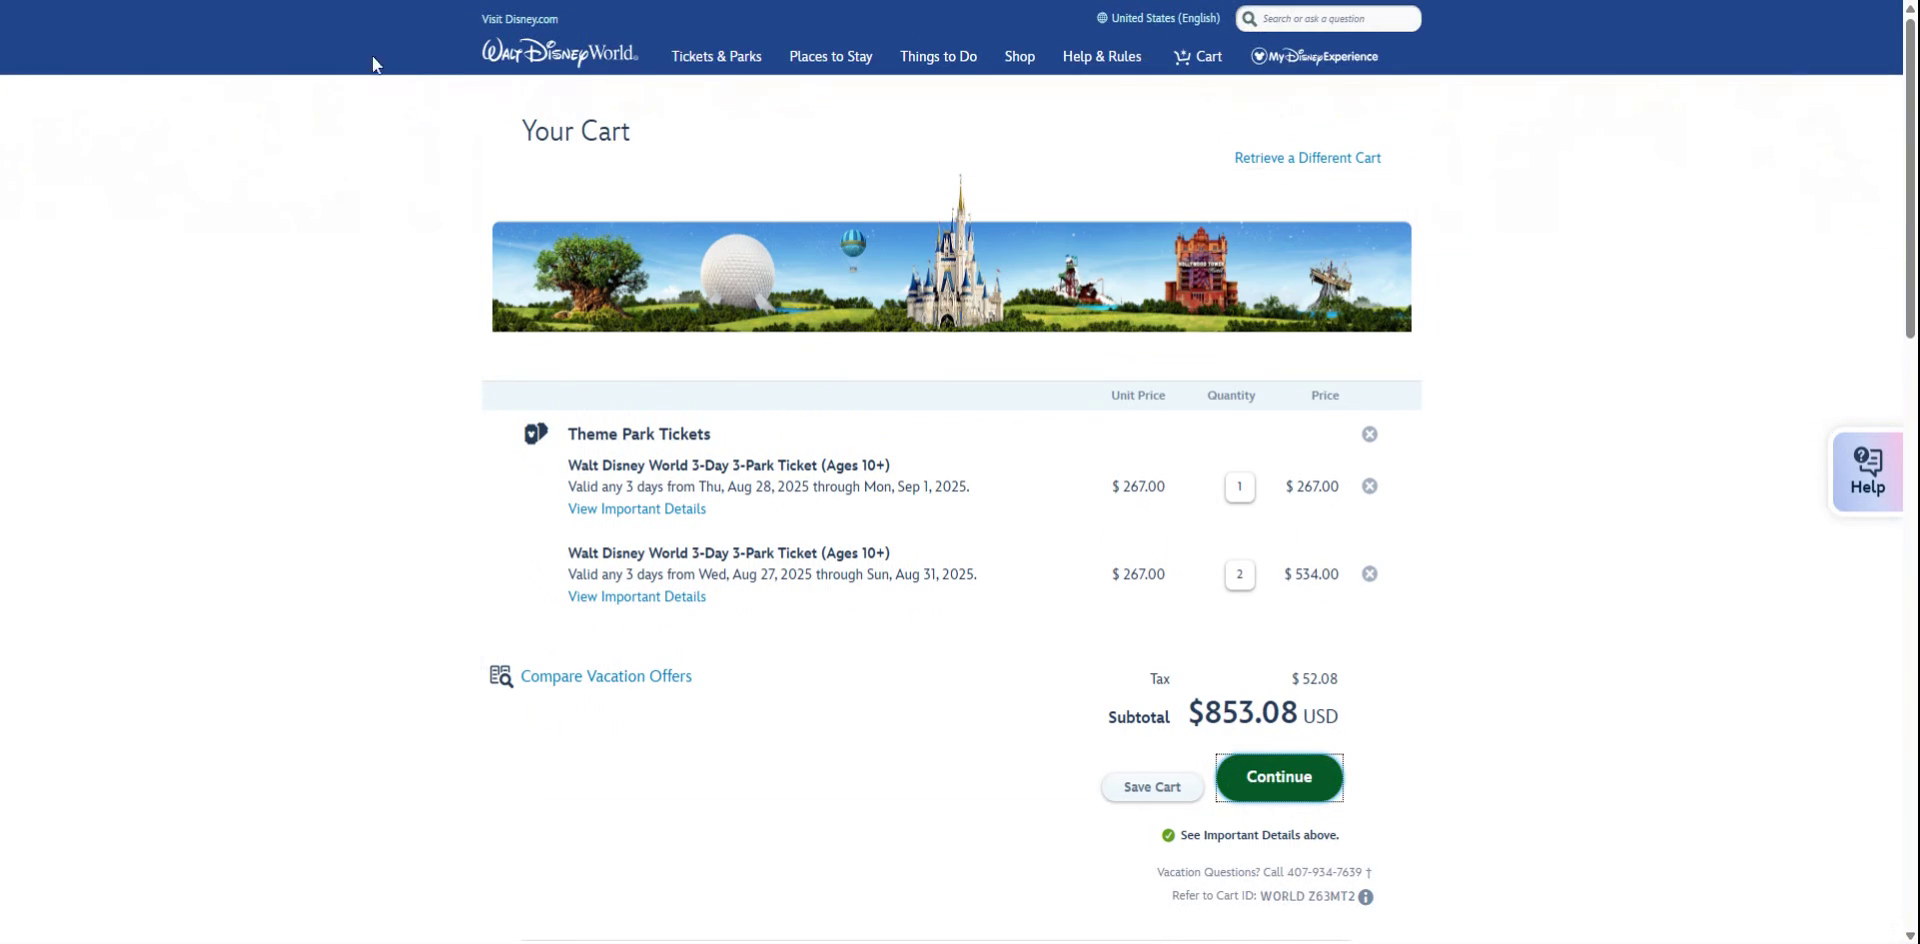 Visit Disney.com
United States (English)
Search or ask a question
Walt Disney World.
Tickets & Parks
Places to Stay
Things to Do
Shop
Help & Rules
Cart
My Disney Experience
Your Cart
Retrieve a Different Cart
HOLLYWOOD TOWER
Unit Price Quantity Price
Theme Park Tickets
Walt Disney World 3-Day 3-Park Ticket (Ages 10+)
Valid any 3 days from Thu, Aug 28, 2025 through Mon, Sep 1, 2025. $ 267.00 1 $ 267.00
View Important Details
Walt Disney World 3-Day 3-Park Ticket (Ages 10+)
Valid any 3 days from Wed, Aug 27, 2025 through Sun, Aug 31, 2025. $ 267.00 2 $ 534.00
View Important Details
Compare Vacation Offers
Tax $ 52.08
Subtotal $853.08 USD
Save Cart
Continue
See Important Details above.
Vacation Questions? Call 407-934-7639 †
Refer to Cart ID: WORLD Z63MT2
Help